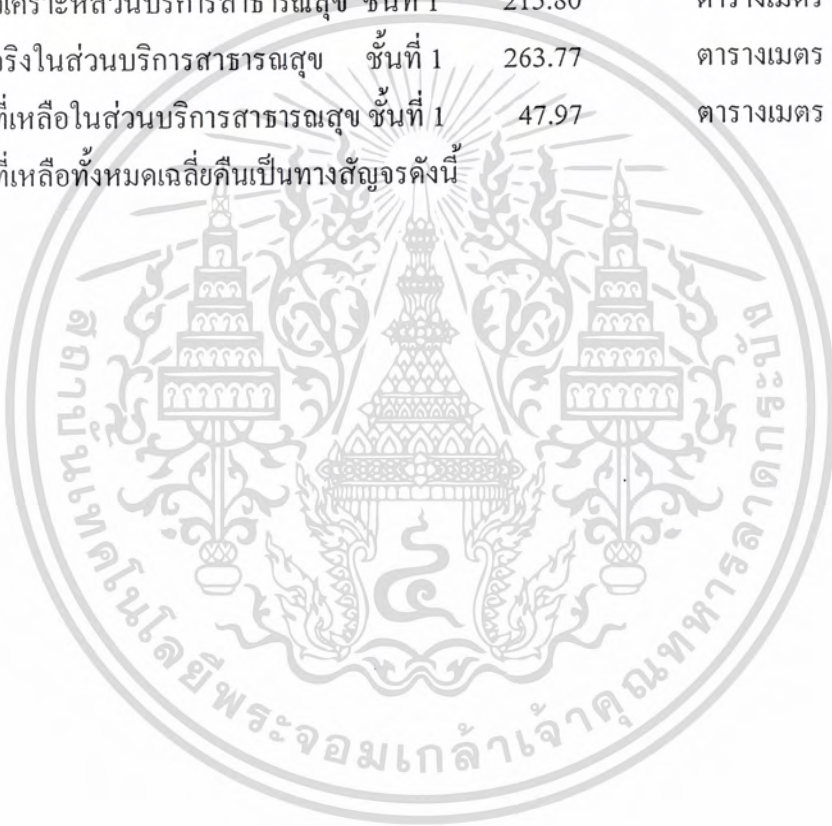 เคราะห์ส่วนบริการสาธารณสุข ชั้นที่ 1 215.80 ตารางเมตร
จริงในส่วนบริการสาธารณสุข ชั้นที่ 1 263.77 ตารางเมตร
ที่เหลือในส่วนบริการสาธารณสุข ชั้นที่ 1 47.97 ตารางเมตร
ที่เหลือทั้งหมดเฉลี่ยคืนเป็นทางสัญจรดังนี้
สถาบันเทคโนโลยีพระจอมเกล้าเจ้าคุณทหารลาดกระบัง